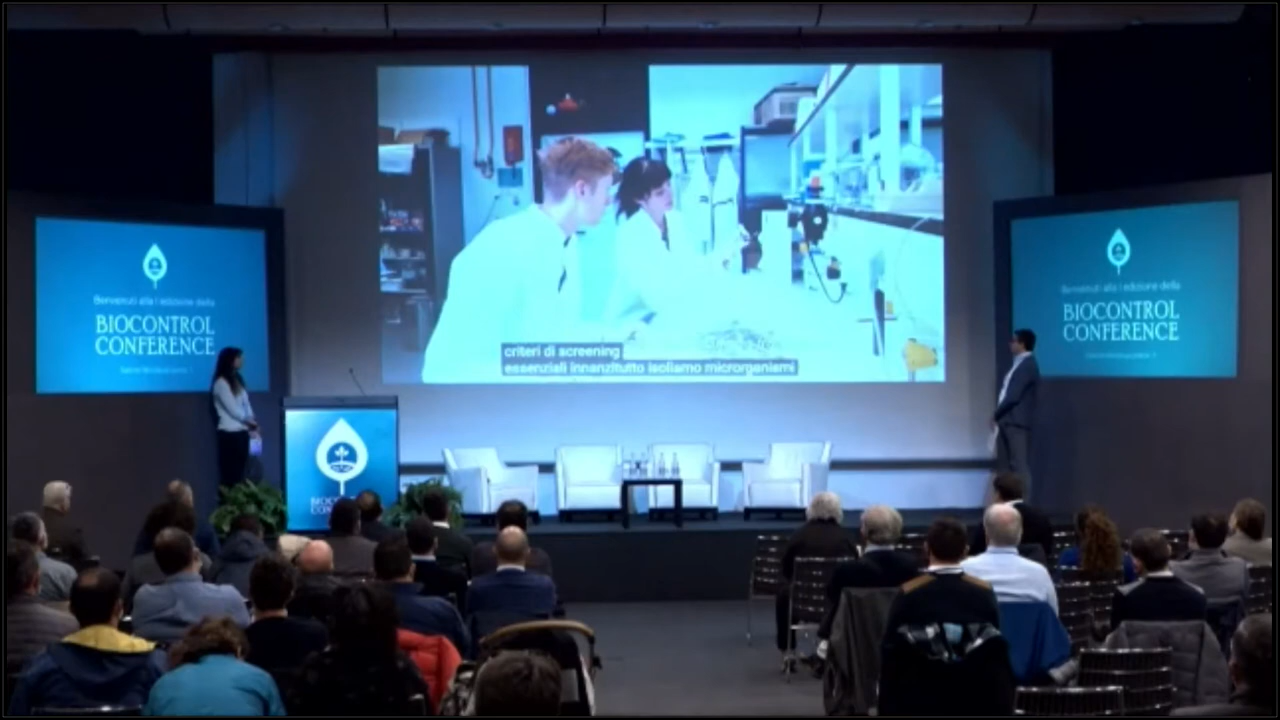 Benvenuti alla I edizione della
BIOCONTROL
CONFERENCE
criteri di screening
essenziali innanzitutto isoliamo microrganismi
Benvenuti alla I edizione della
BIOCONTROL
CONFERENCE